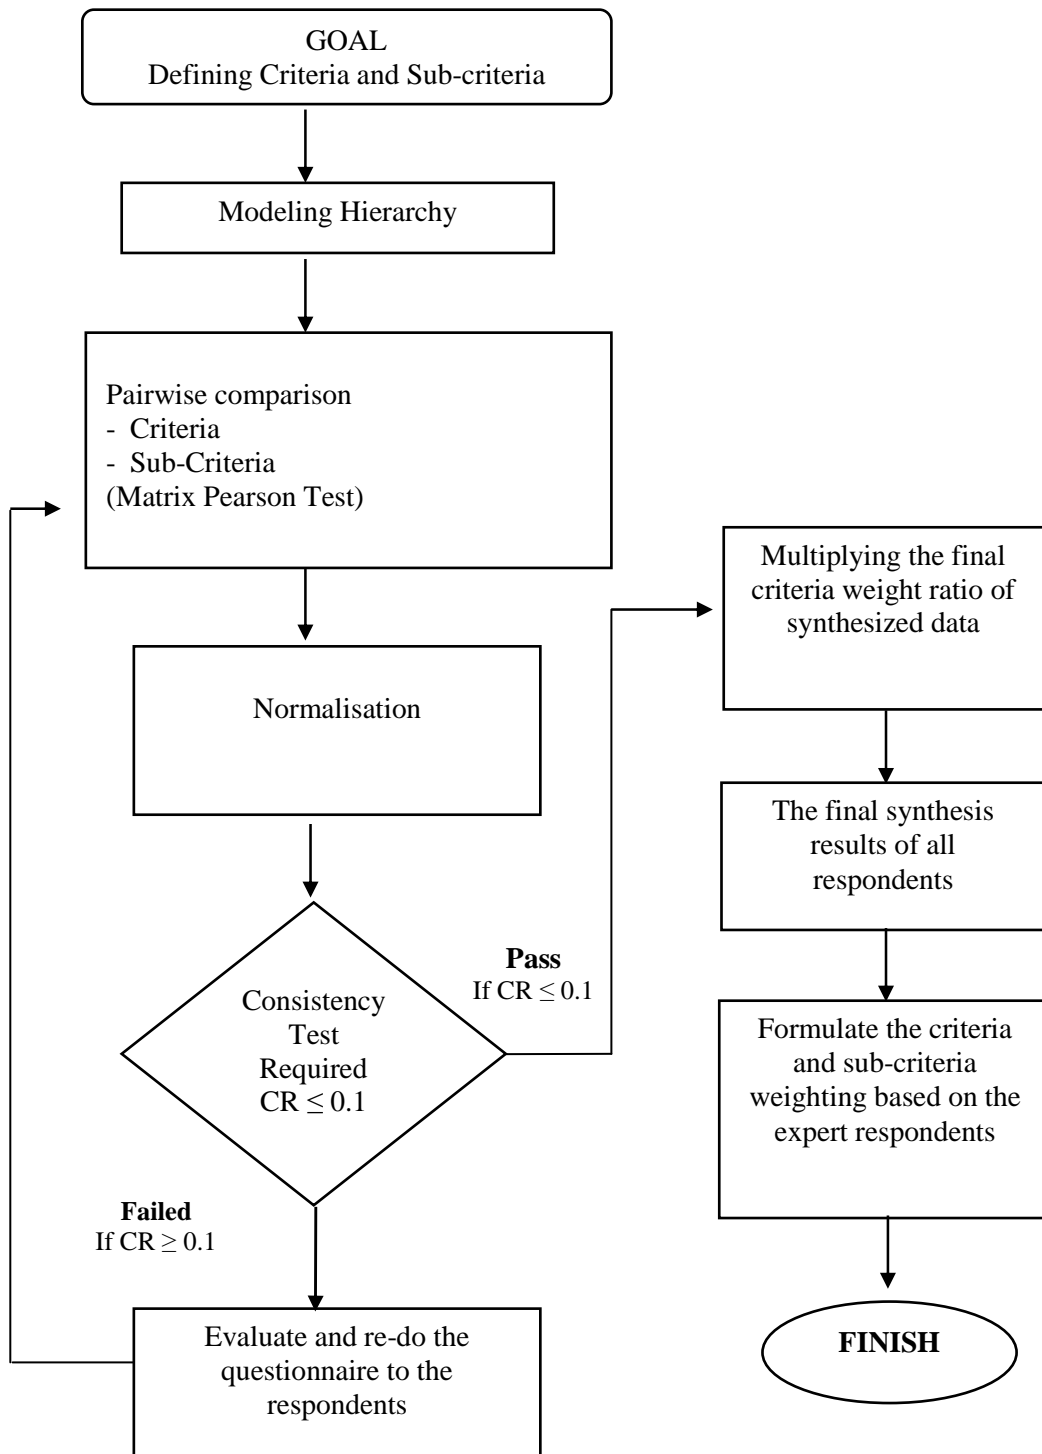 GOAL
Defining Criteria and Sub-criteria
Modeling Hierarchy
Pairwise comparison
- Criteria
- Sub-Criteria
(Matrix Pearson Test)
Normalisation
Consistency
Test
Required
CR ≤ 0.1
Pass
If CR ≤ 0.1
Failed
If CR ≥ 0.1
Evaluate and re-do the
questionnaire to the
respondents
Multiplying the final
criteria weight ratio of
synthesized data
The final synthesis
results of all
respondents
Formulate the criteria
and sub-criteria
weighting based on the
expert respondents
FINISH